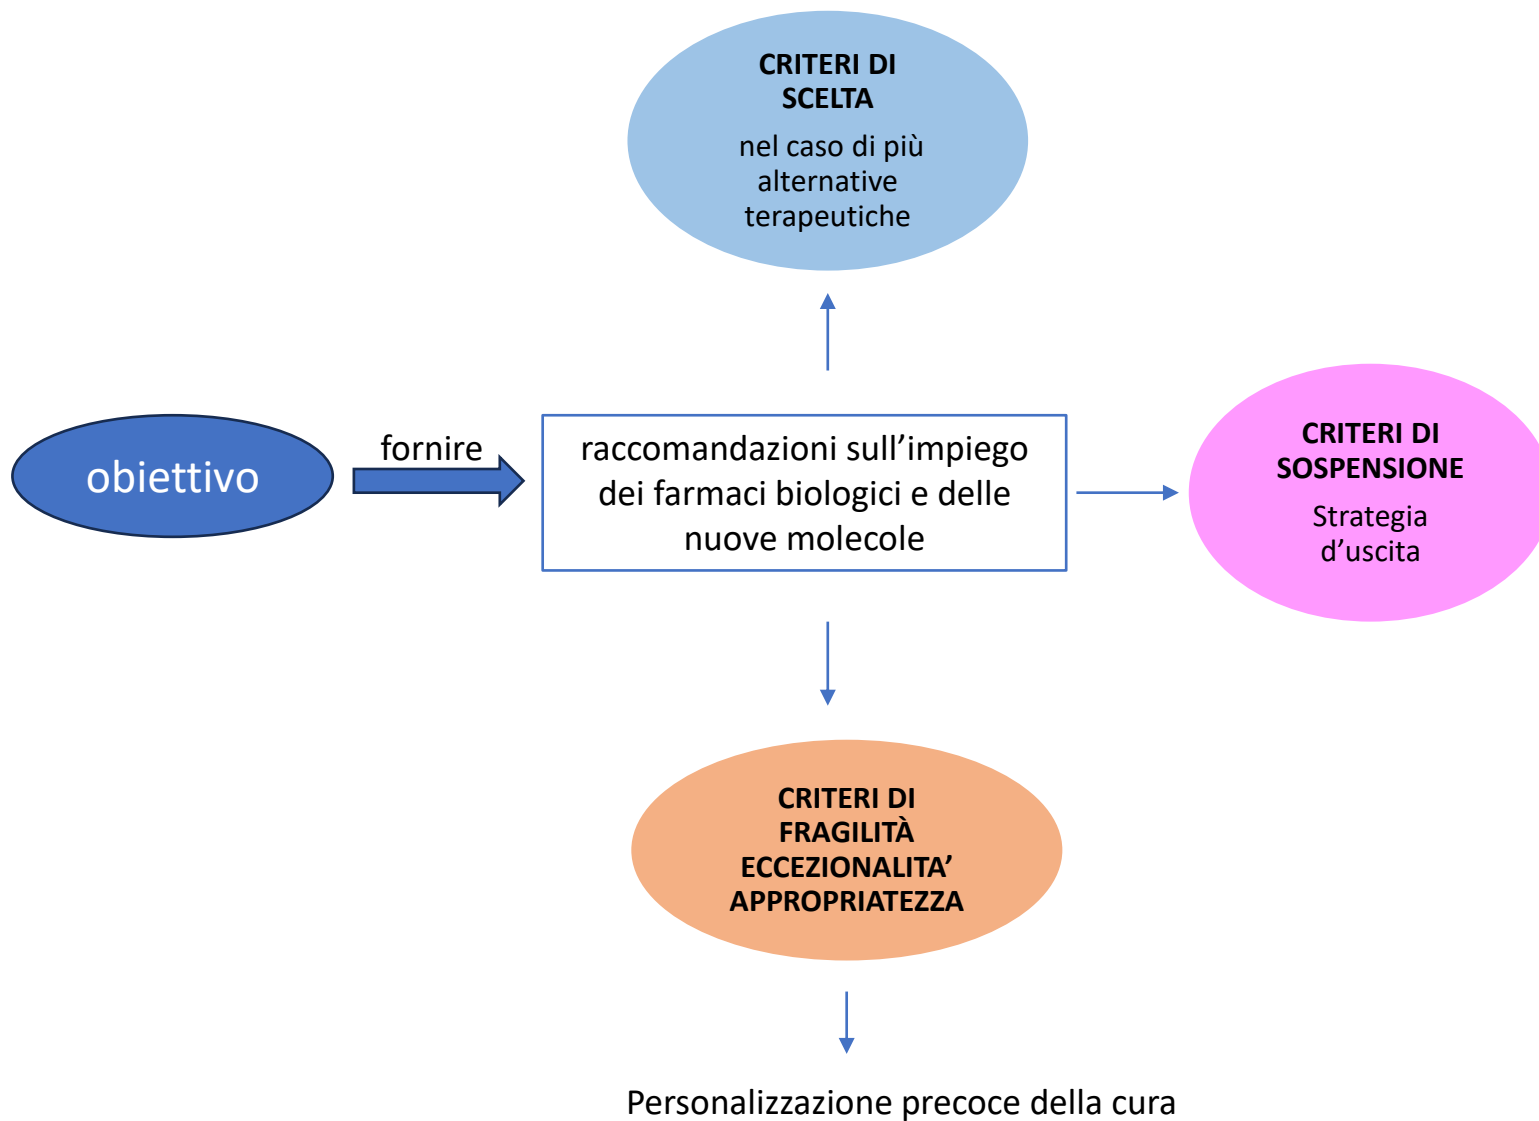 CRITERI DI
SCELTA
nel caso di più
alternative
terapeutiche
obiettivo
fornire
raccomandazioni sull’impiego
dei farmaci biologici e delle
nuove molecole
CRITERI DI
SOSPENSIONE
Strategia
d’uscita
CRITERI DI
FRAGILITÀ
ECCEZIONALITA’
APPROPRIATEZZA
Personalizzazione precoce della cura